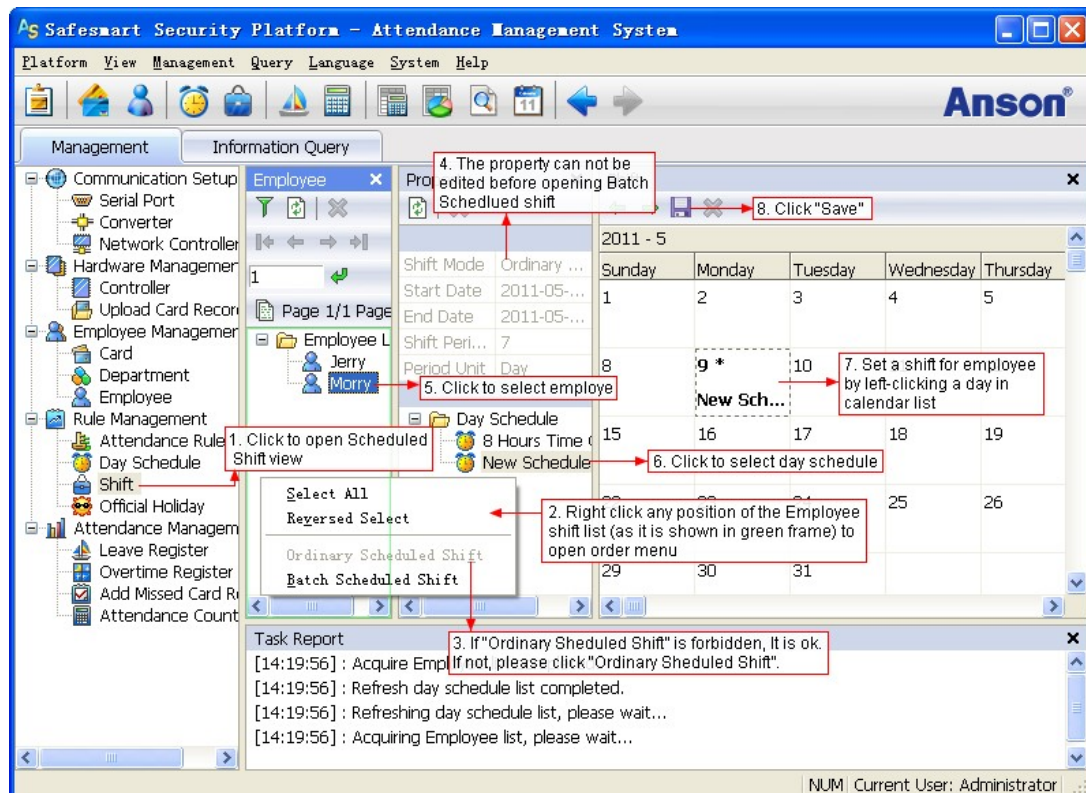 AS Safesmart Security Platform - Attendance Management System
Platform View Management Query Language System Help
11
Anson®
Management
Information Query
Communication Setup
Serial Port
Converter
Network Controller
Hardware Managemen
Controller
Upload Card Recor
Employee Managemen
Card
Department
Employee
Rule Management
Attendance Rule
Day Schedule
Shift
Official Holiday
Attendance Managem
Leave Register
Overtime Register
Add Missed Card R
Attendance Count
Employee
1
Page 1/1 Page
Employee L
Jerry
Morry
Prop
Shift Mode Ordinary ...
Start Date 2011-05-...
End Date 2011-05-...
Shift Peri... 7
Period Unit Day
Day Schedule
8 Hours Time
New Schedule
2011 - 5
Sunday Monday Tuesday Wednesday Thursday
1 2 3 4 5
8 9 * 10
New Sch...
15 16 17 18 19
25 26
29 30 31
1. Click to open Scheduled
Shift view
Select All
Reversed Select
Ordinary Scheduled Shift
Batch Scheduled Shift
2. Right click any position of the Employee
shift list (as it is shown in green frame) to
open order menu
3. If "Ordinary Sheduled Shift" is forbidden, It is ok.
If not, please click "Ordinary Sheduled Shift".
4. The property can not be
edited before opening Batch
Schedlued shift
5. Click to select employe
6. Click to select day schedule
7. Set a shift for employee
by left-clicking a day in
calendar list
8. Click "Save"
Task Report
[14:19:56] : Acquire Empl
[14:19:56] : Refresh day schedule list completed.
[14:19:56] : Refreshing day schedule list, please wait...
[14:19:56] : Acquiring Employee list, please wait...
NUM Current User: Administrator